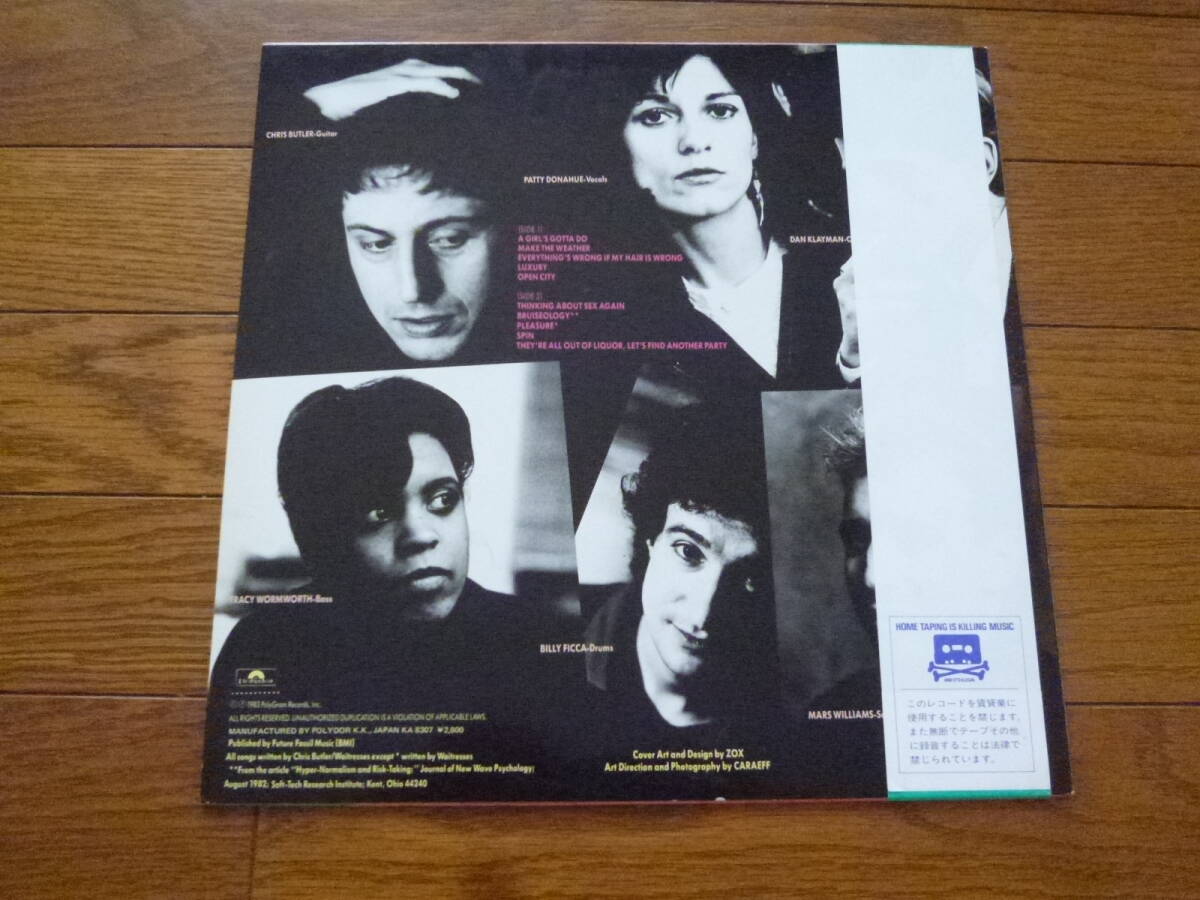 CHRIS BUTLER-Guitar
PATTY DONAHUE-Vocals
DAN KLAYMAN-
(SIDE 1)
A GIRL'S GOTTA DO
MAKE THE WEATHER
EVERYTHING'S WRONG IF MY HAIR IS WRONG
LUXURY
OPEN CITY
(SIDE 2)
THINKING ABOUT SEX AGAIN
BRUISEOLOGY**
PLEASURE*
SPIN
THEY'RE ALL OUT OF LIQUOR, LET'S FIND ANOTHER PARTY
TRACY WORMWORTH-Bass
BILLY FICCA-Drums
MARS WILLIAMS-
1983 PolyGram Records, Inc.
ALL RIGHTS RESERVED. UNAUTHORIZED DUPLICATION IS A VIOLATION OF APPLICABLE LAWS.
MANUFACTURED BY POLYDOR K.K., JAPAN KA 8307 ¥2,800
Published by Future Fossil Music (BMI)
All songs written by Chris Butler/Waitresses except * written by Waitresses
**From the article "Hyper-Normalism and Risk-Taking;" Journal of New Wave Psychology;
August 1982; Soft-Tech Research Institute; Kent, Ohio 44240
Cover Art and Design by ZOX
Art Direction and Photography by CARAEFF
HOME TAPING IS KILLING MUSIC
このレコードを賃貸業に
使用することを禁じます。
また無断でテープその他
に録音することは法律で
禁じられています。